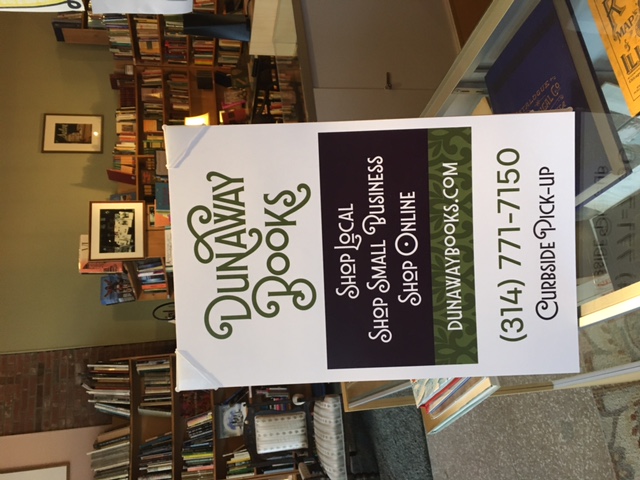 Dunaway
Books
Shop Local
Shop Small Business
Shop Online
dunawaybooks.com
(314) 771-7150
Curbside Pick-up